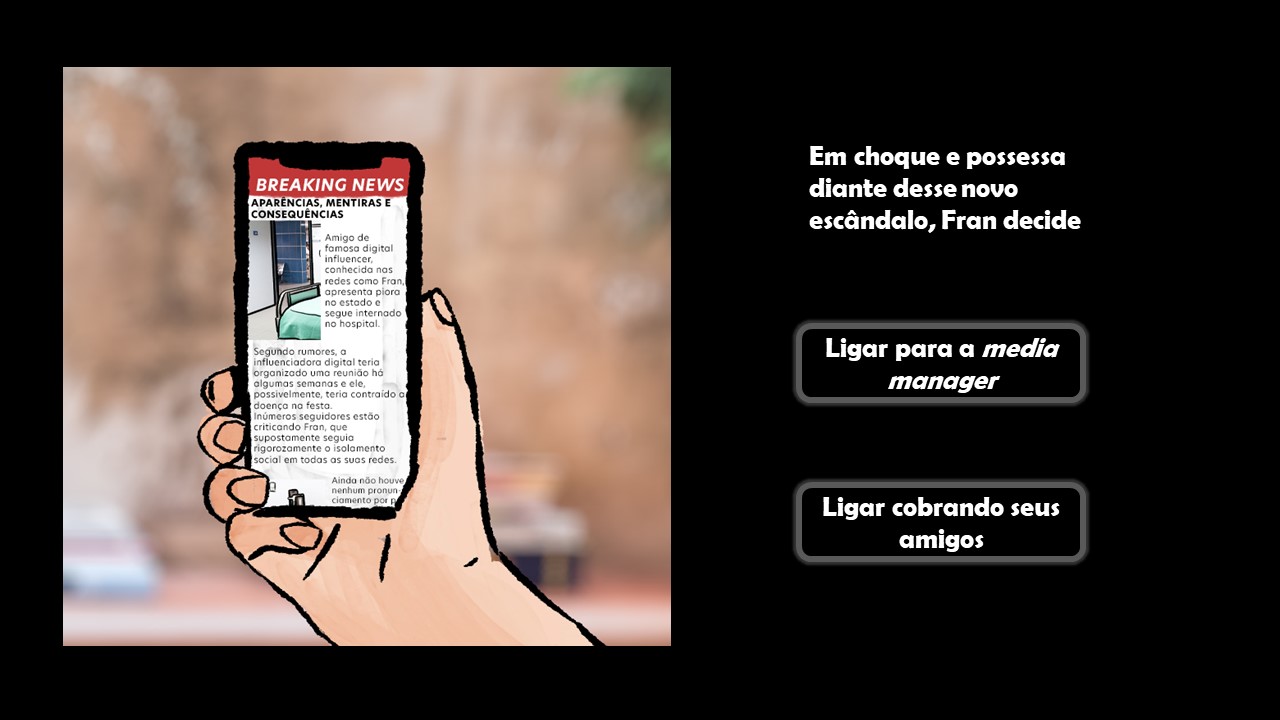 BREAKING NEWS
APARÊNCIAS, MENTIRAS E
CONSEQUÊNCIAS
Amigo de
famosa digital
influencer,
conhecida nas
redes como Fran,
apresenta piora
no estado e
segue internado
no hospital.
Segundo rumores, a
influenciadora digital teria
organizado uma reunião há
algumas semanas e ele,
possivelmente, teria contraído a
doença na festa.
Inúmeros seguidores estão
criticando Fran, que
supostamente seguia
rigorozamente o isolamento
social em todas as suas redes.
Ainda não houve
nenhum pronun-
ciamento por p
Em choque e possessa
diante desse novo
escândalo, Fran decide
Ligar para a media
manager
Ligar cobrando seus
amigos